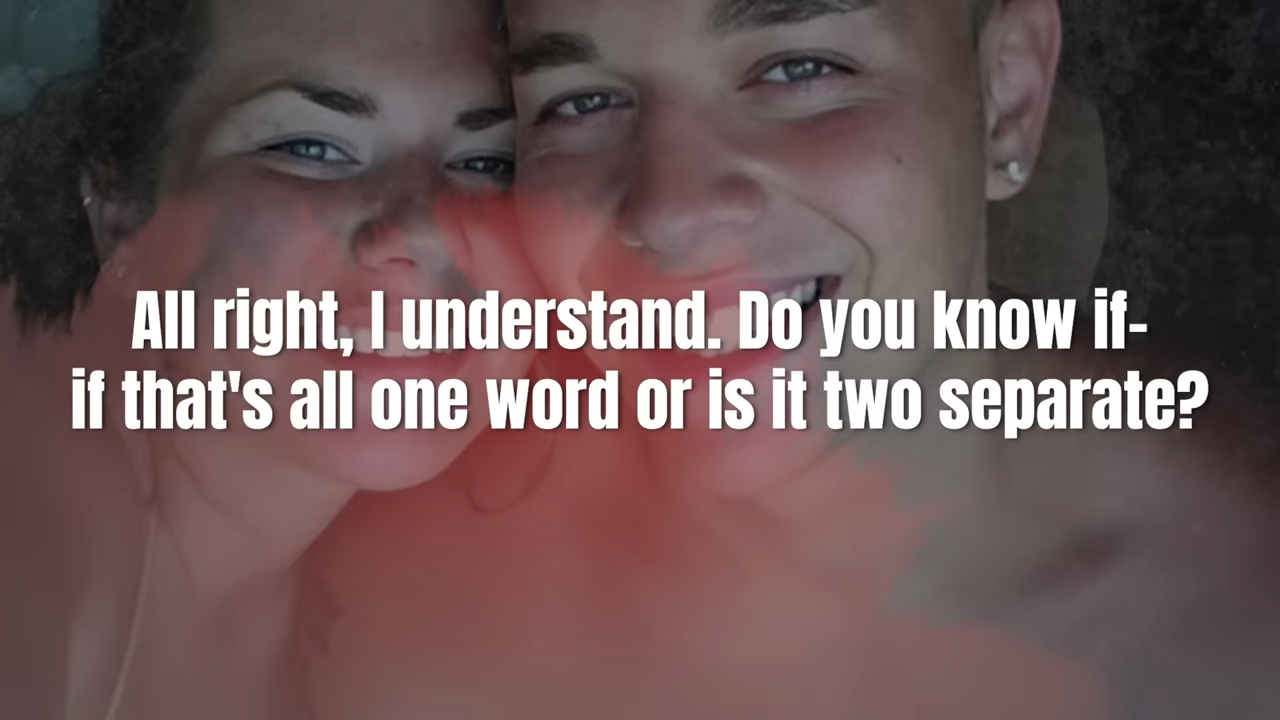 All right, I understand. Do you know if-
if that's all one word or is it two separate?